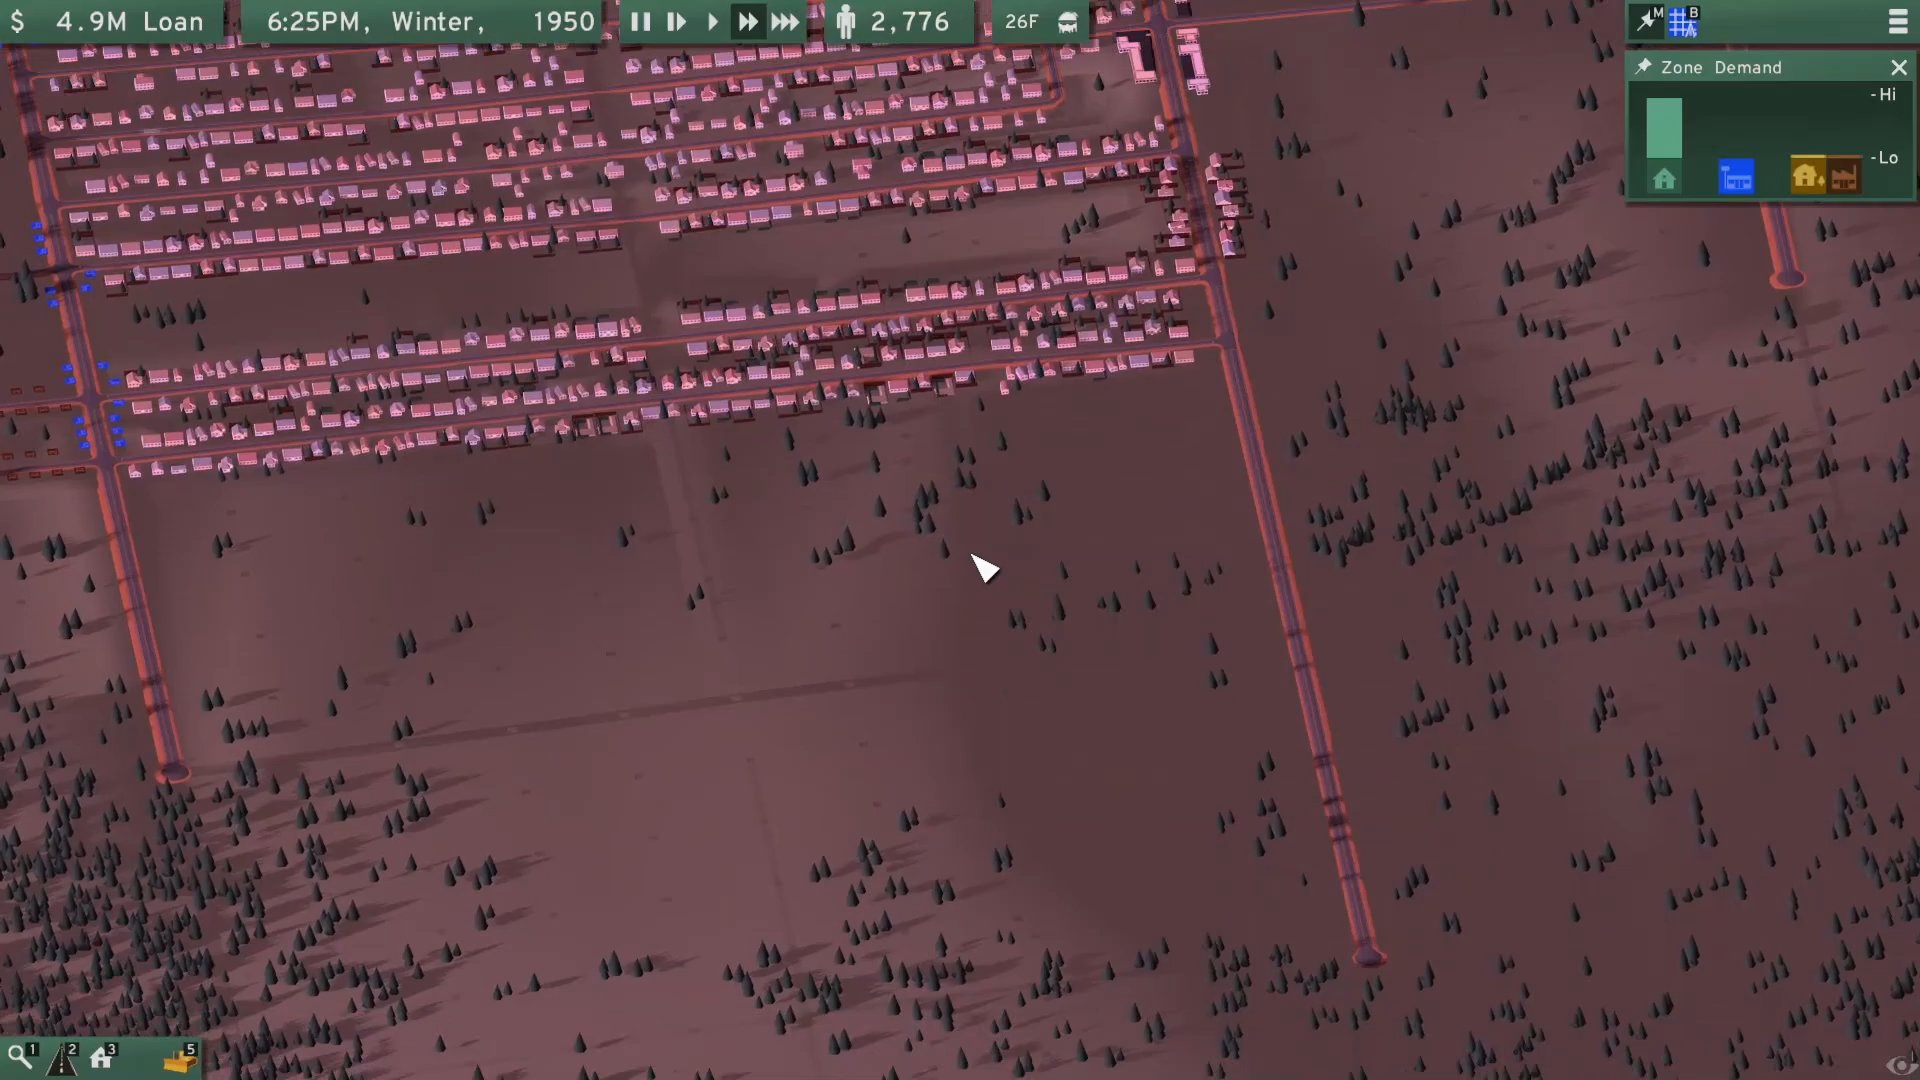 $ 4.9M Loan
6:25PM, Winter, 1950
2,776
26F
M
B
Zone Demand
- Hi
- Lo
1
2
3
5